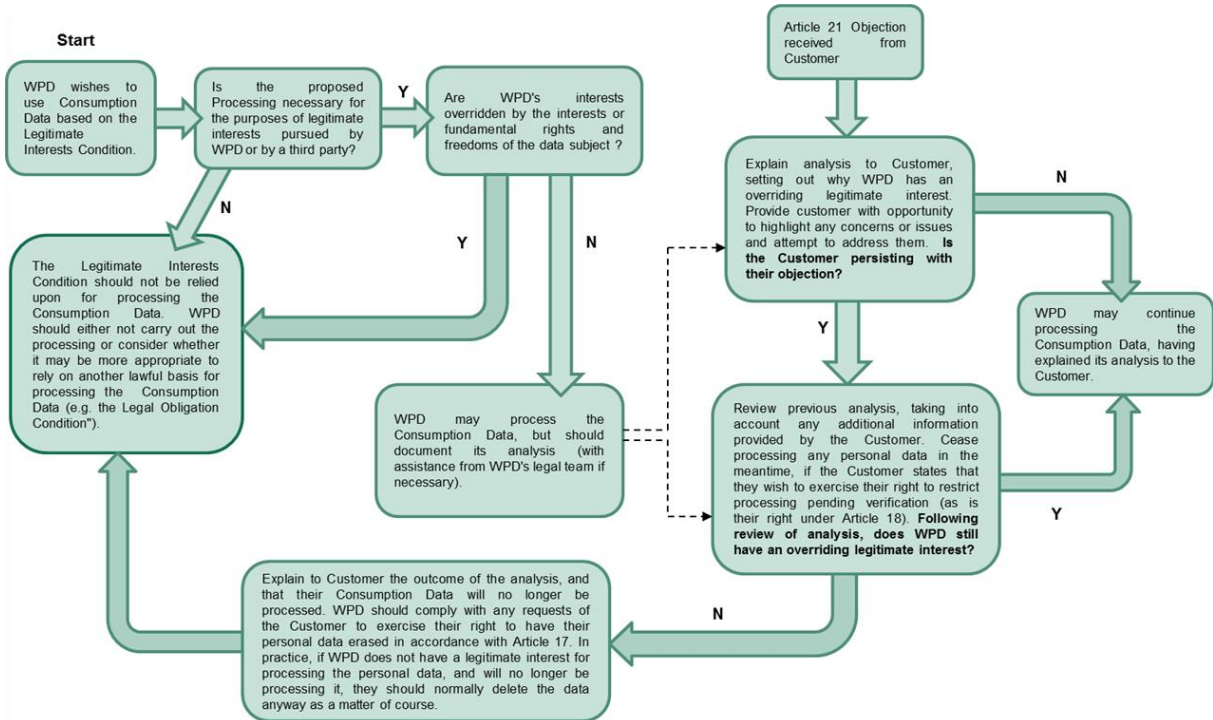 Start
WPD wishes to
use Consumption
Data based on the
Legitimate
Interests Condition.
Is the proposed
Processing necessary for
the purposes of legitimate
interests pursued by
WPD or by a third party?
Y
Are WPD's interests
overridden by the interests or
fundamental rights and
freedoms of the data subject ?
N
Y
N
The Legitimate Interests
Condition should not be relied
upon for processing the
Consumption Data. WPD
should either not carry out the
processing or consider whether
it may be more appropriate to
rely on another lawful basis for
processing the Consumption
Data (e.g. the Legal Obligation
Condition").
WPD may process the
Consumption Data, but should
document its analysis (with
assistance from WPD's legal team if
necessary).
Article 21 Objection
received from
Customer
Explain analysis to Customer,
setting out why WPD has an
overriding legitimate interest.
Provide customer with opportunity
to highlight any concerns or issues
and attempt to address them. Is
the Customer persisting with
their objection?
N
Y
WPD may continue
processing the
Consumption Data, having
explained its analysis to the
Customer.
Review previous analysis, taking into
account any additional information
provided by the Customer. Cease
processing any personal data in the
meantime, if the Customer states that
they wish to exercise their right to restrict
processing pending verification (as is
their right under Article 18). Following
review of analysis, does WPD still
have an overriding legitimate interest?
Y
N
Explain to Customer the outcome of the analysis, and
that their Consumption Data will no longer be
processed. WPD should comply with any requests of
the Customer to exercise their right to have their
personal data erased in accordance with Article 17. In
practice, if WPD does not have a legitimate interest for
processing the personal data, and will no longer be
processing it, they should normally delete the data
anyway as a matter of course.